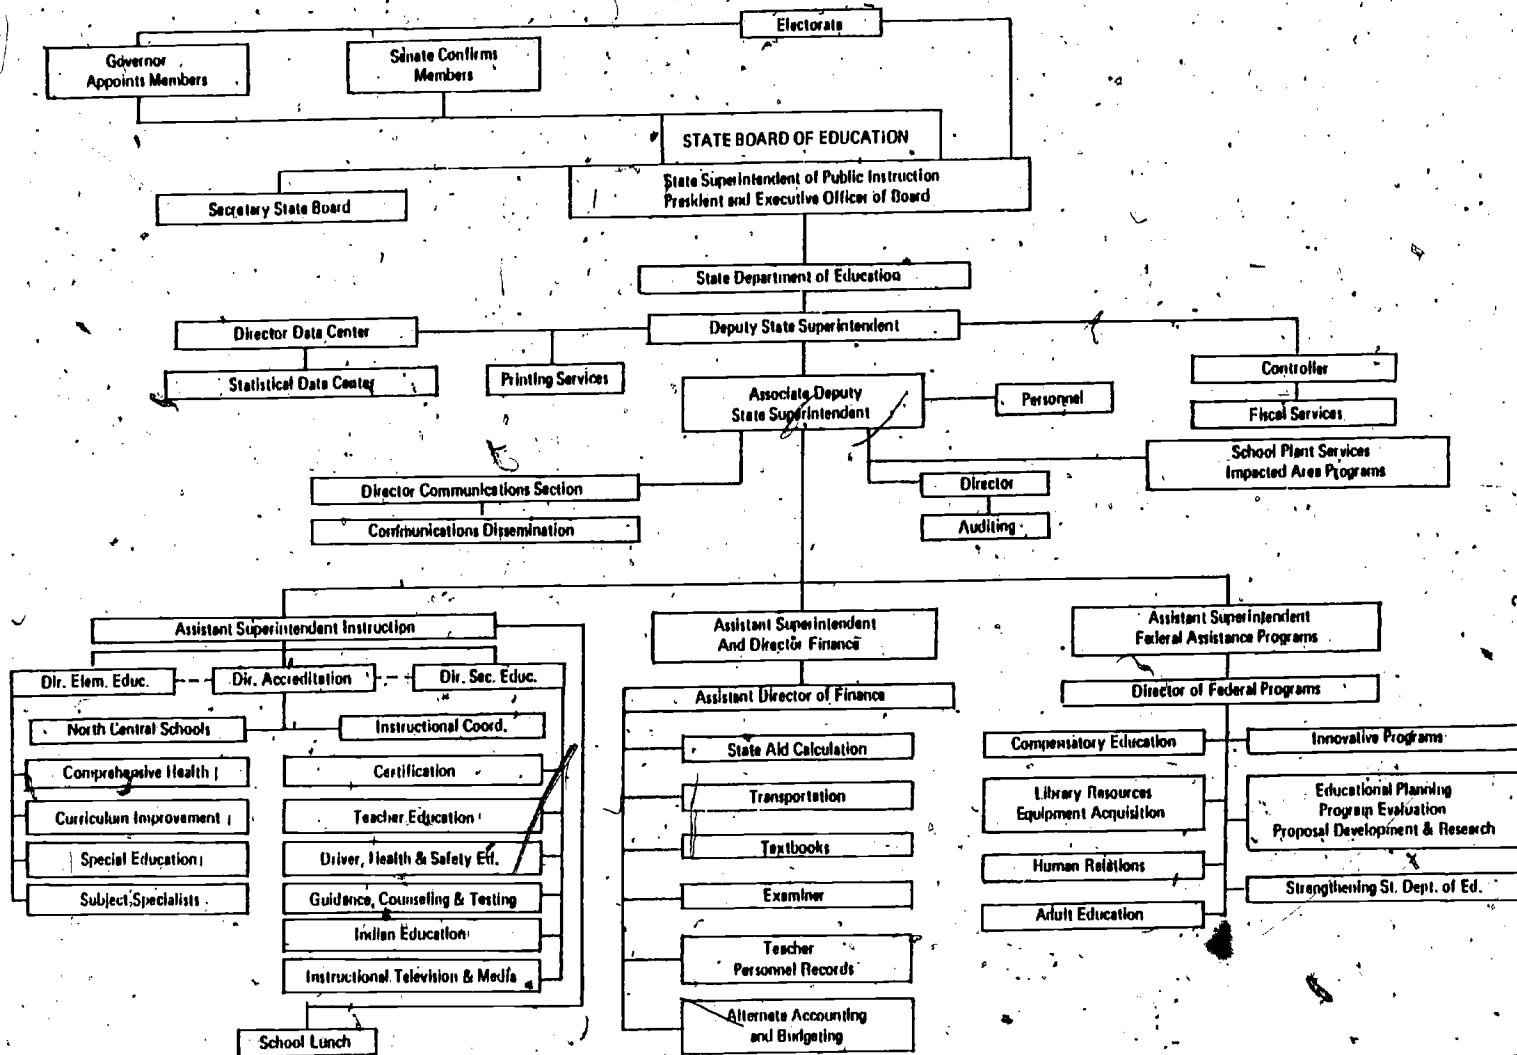 Electorate
Governor
Appoints Members
Senate Confirms
Members
STATE BOARD OF EDUCATION
State Superintendent of Public Instruction
President and Executive Officer of Board
Secretary State Board
State Department of Education
Director Data Center
Deputy State Superintendent
Statistical Data Center
Printing Services
Associate Deputy
State Superintendent
Personnel
Controller
Fiscal Services
School Plant Services
Impacted Area Programs
Director Communications Section
Director
Communications Dissemination
Auditing
Assistant Superintendent Instruction
Assistant Superintendent
And Director Finance
Assistant Superintendent
Federal Assistance Programs
Dir. Elem. Educ.
Dir. Accreditation
Dir. Sec. Educ.
Assistant Director of Finance
Director of Federal Programs
North Central Schools
Instructional Coord.
Comprehensive Health
Certification
Curriculum Improvement
Teacher Education
Special Education
Driver, Health & Safety Ed.
Subject Specialists
Guidance, Counseling & Testing
Indian Education
Instructional Television & Media
School Lunch
State Aid Calculation
Transportation
Textbooks
Examiner
Teacher
Personnel Records
Alternate Accounting
and Budgeting
Compensatory Education
Innovative Programs
Library Resources
Equipment Acquisition
Educational Planning
Program Evaluation
Proposal Development & Research
Human Relations
Strengthening St. Dept. of Ed.
Adult Education